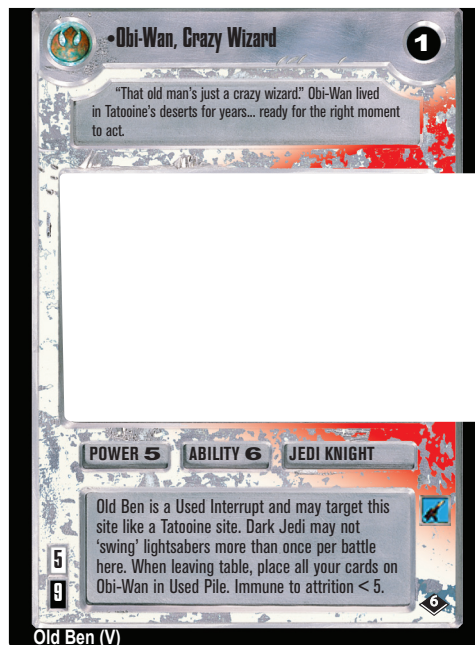 •Obi-Wan, Crazy Wizard
1
“That old man’s just a crazy wizard.” Obi-Wan lived
in Tatooine’s deserts for years... ready for the right moment
to act.
POWER 5 ABILITY 6 JEDI KNIGHT
Old Ben is a Used Interrupt and may target this
site like a Tatooine site. Dark Jedi may not
‘swing’ lightsabers more than once per battle
here. When leaving table, place all your cards on
Obi-Wan in Used Pile. Immune to attrition < 5.
5
9
6
Old Ben (V)